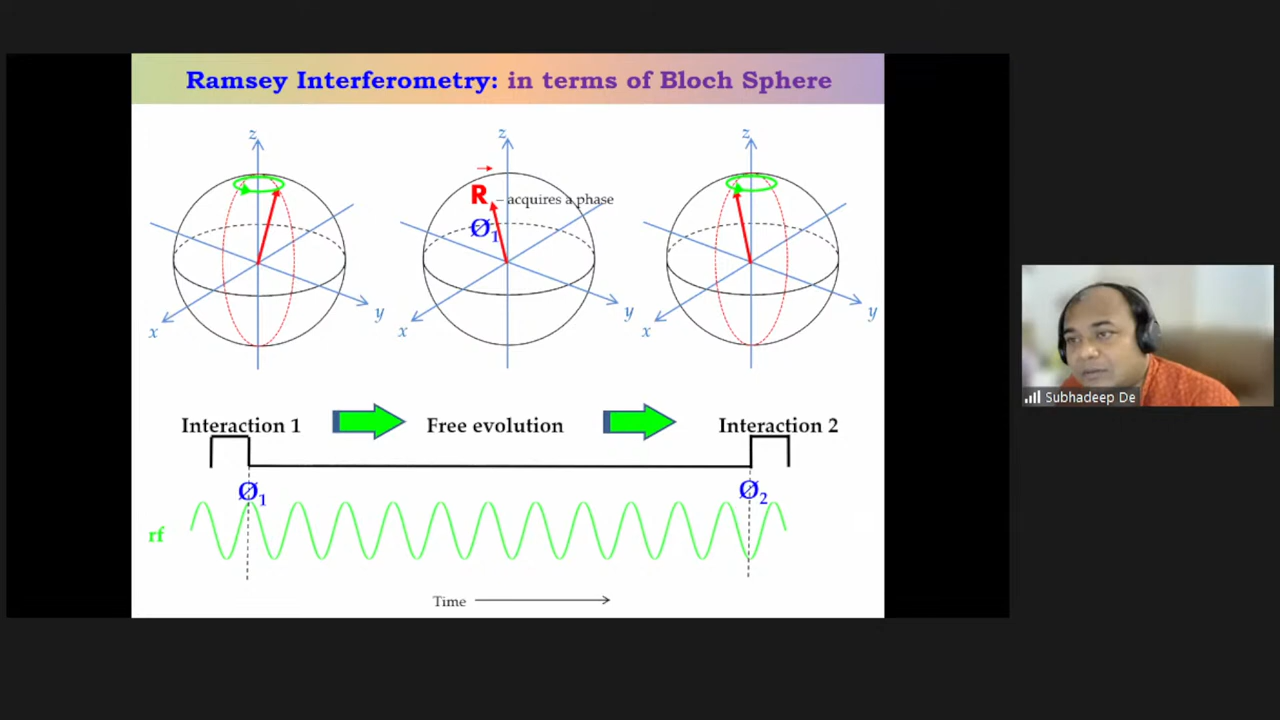 Ramsey Interferometry: in terms of Bloch Sphere
z
z
z
R
– acquires a phase
Ø1
x
y
x
y
x
y
Interaction 1
Free evolution
Interaction 2
Ø1
Ø2
rf
Time
Subhadeep De